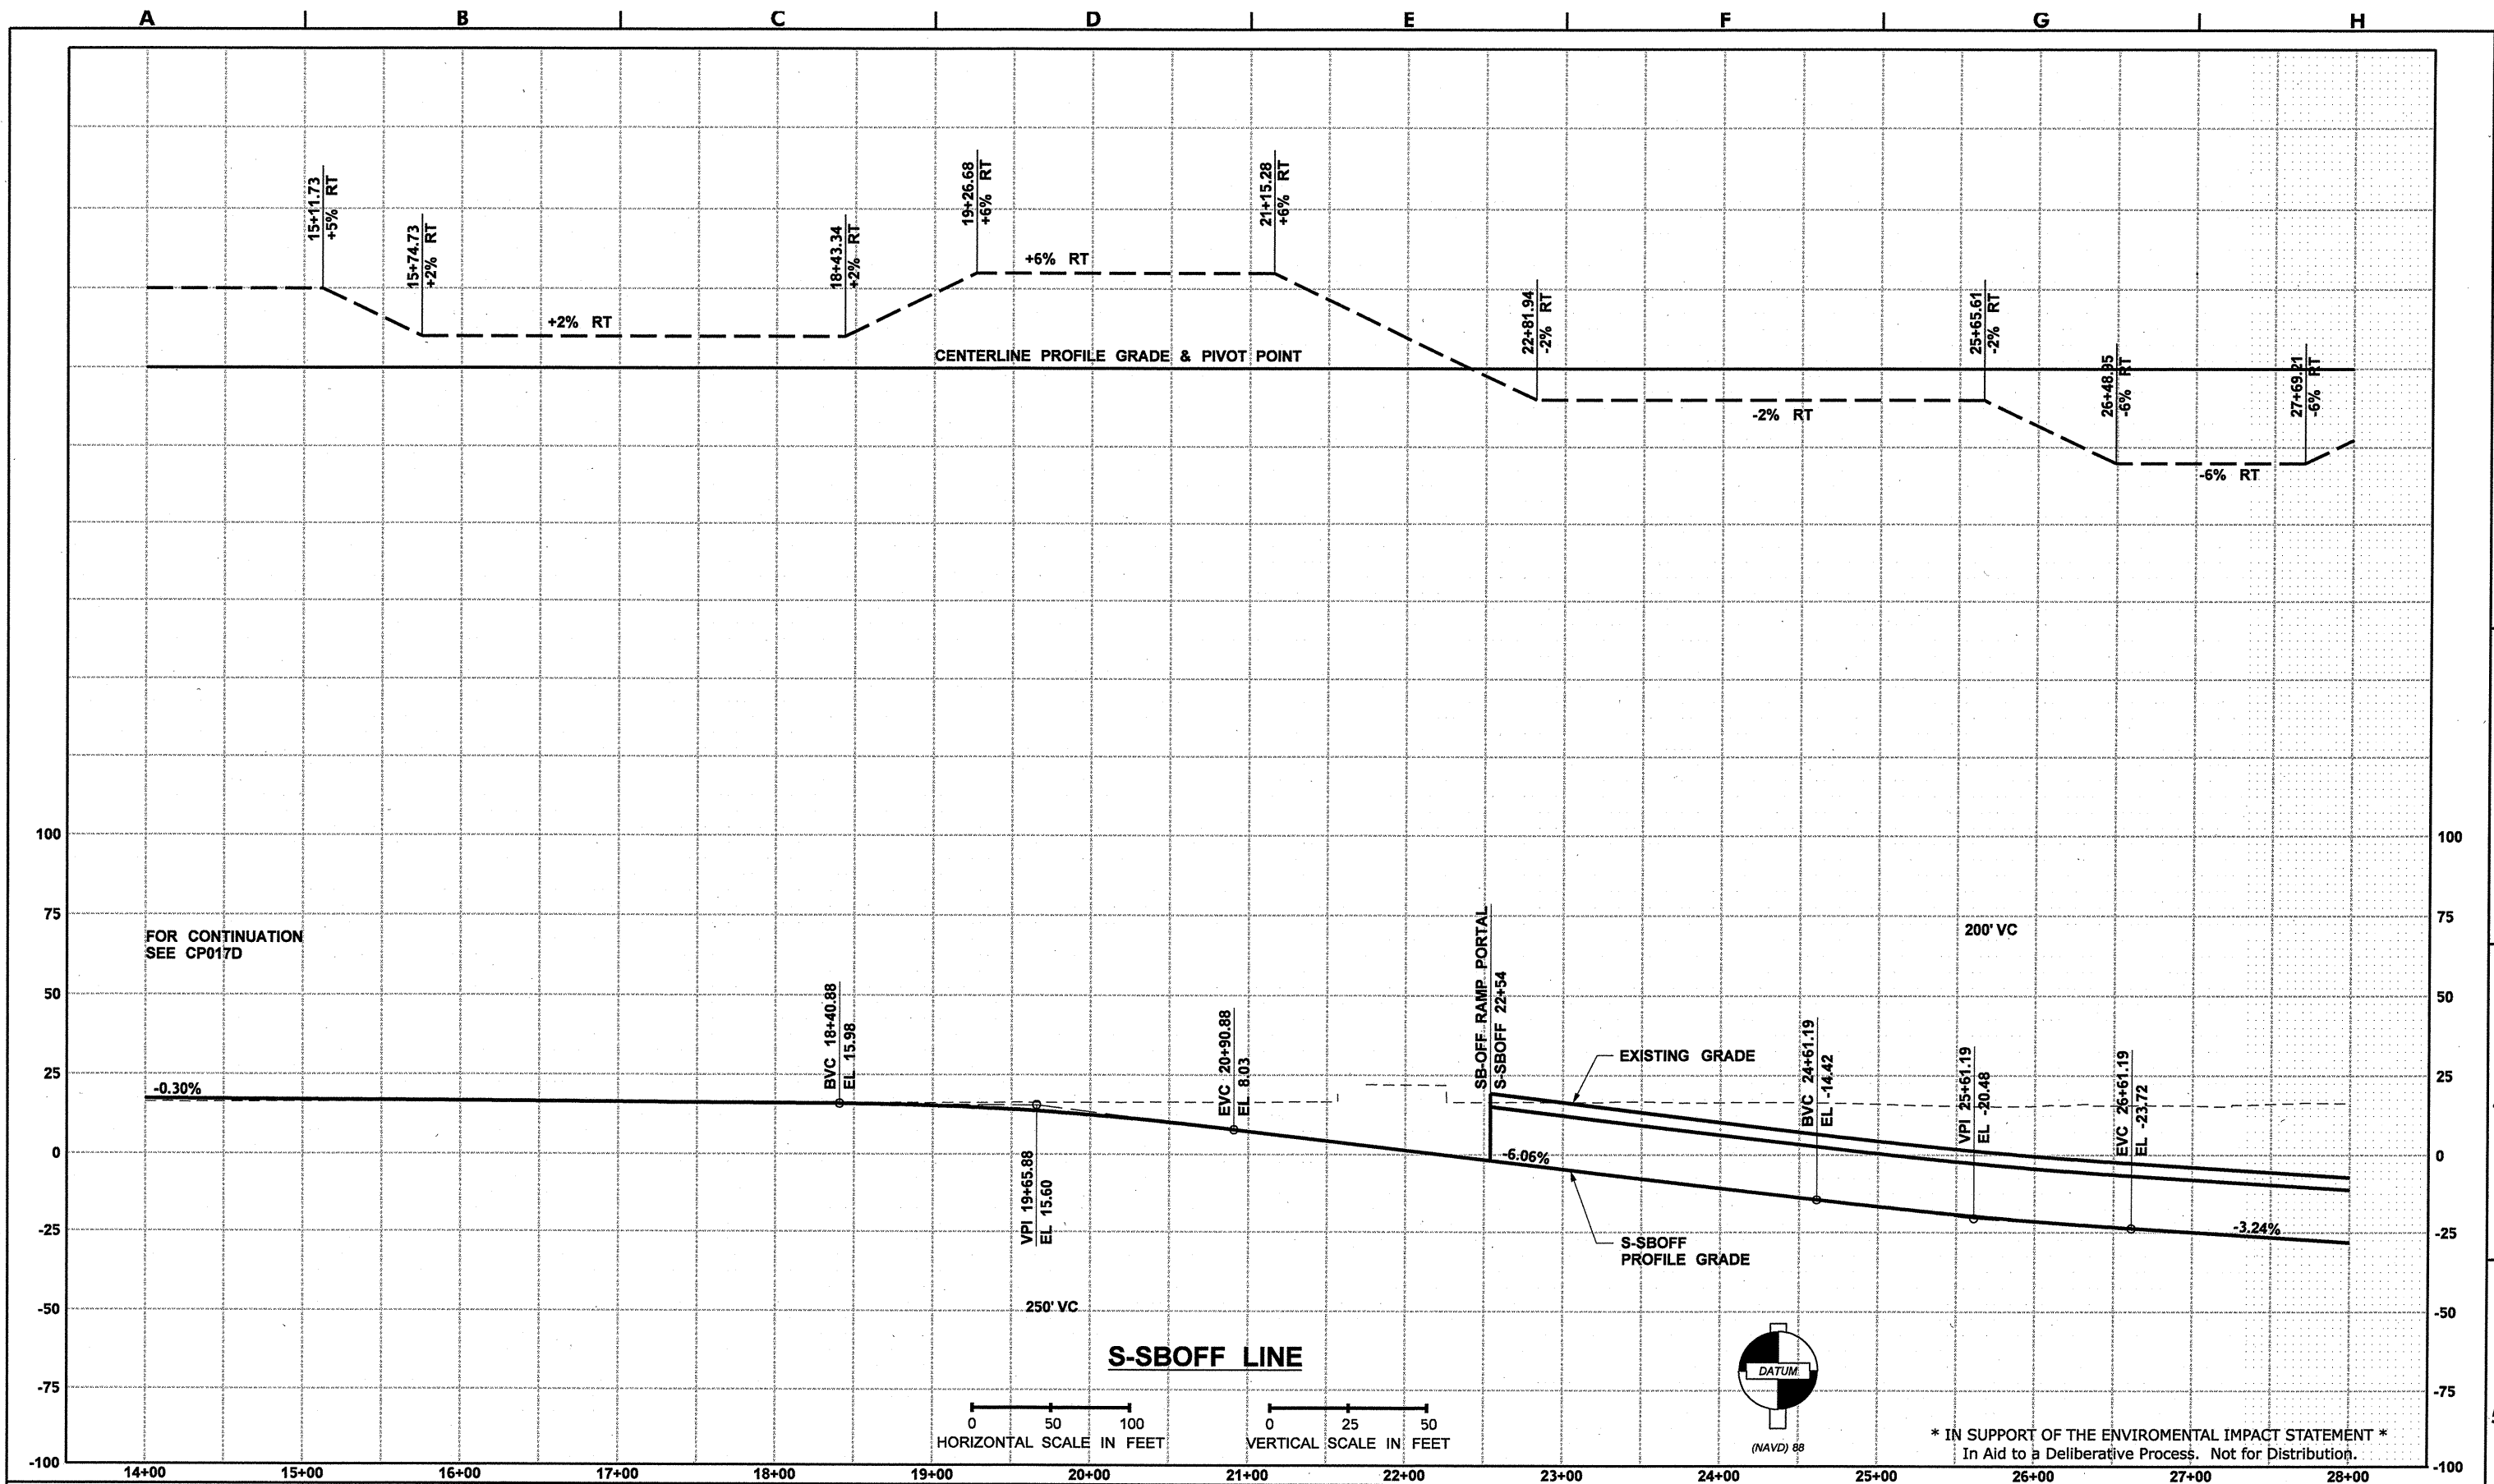 A B C D E F G H
15+11.73
+5% RT
15+74.73
+2% RT
18+43.34
+2% RT
19+26.68
+6% RT
21+15.28
+6% RT
22+81.94
-2% RT
25+65.61
-2% RT
26+48.95
-6% RT
27+69.21
-6% RT
+2% RT
+6% RT
-2% RT
-6% RT
CENTERLINE PROFILE GRADE & PIVOT POINT
100
75
50
25
0
-25
-50
-75
-100
FOR CONTINUATION
SEE CP017D
-0.30%
BVC 18+40.88
EL 15.98
VPI 19+65.88
EL 15.60
EVC 20+90.88
EL 8.03
250' VC
SB-OFF RAMP PORTAL
S-SBOFF 22+54
-6.06%
EXISTING GRADE
S-SBOFF
PROFILE GRADE
BVC 24+61.19
EL -14.42
VPI 25+61.19
EL -20.48
EVC 26+61.19
EL -23.72
200' VC
-3.24%
100
75
50
25
0
-25
-50
-75
-100
S-SBOFF LINE
0 50 100
HORIZONTAL SCALE IN FEET
0 25 50
VERTICAL SCALE IN FEET
DATUM
(NAVD) 88
* IN SUPPORT OF THE ENVIROMENTAL IMPACT STATEMENT *
In Aid to a Deliberative Process. Not for Distribution.
14+00 15+00 16+00 17+00 18+00 19+00 20+00 21+00 22+00 23+00 24+00 25+00 26+00 27+00 28+00